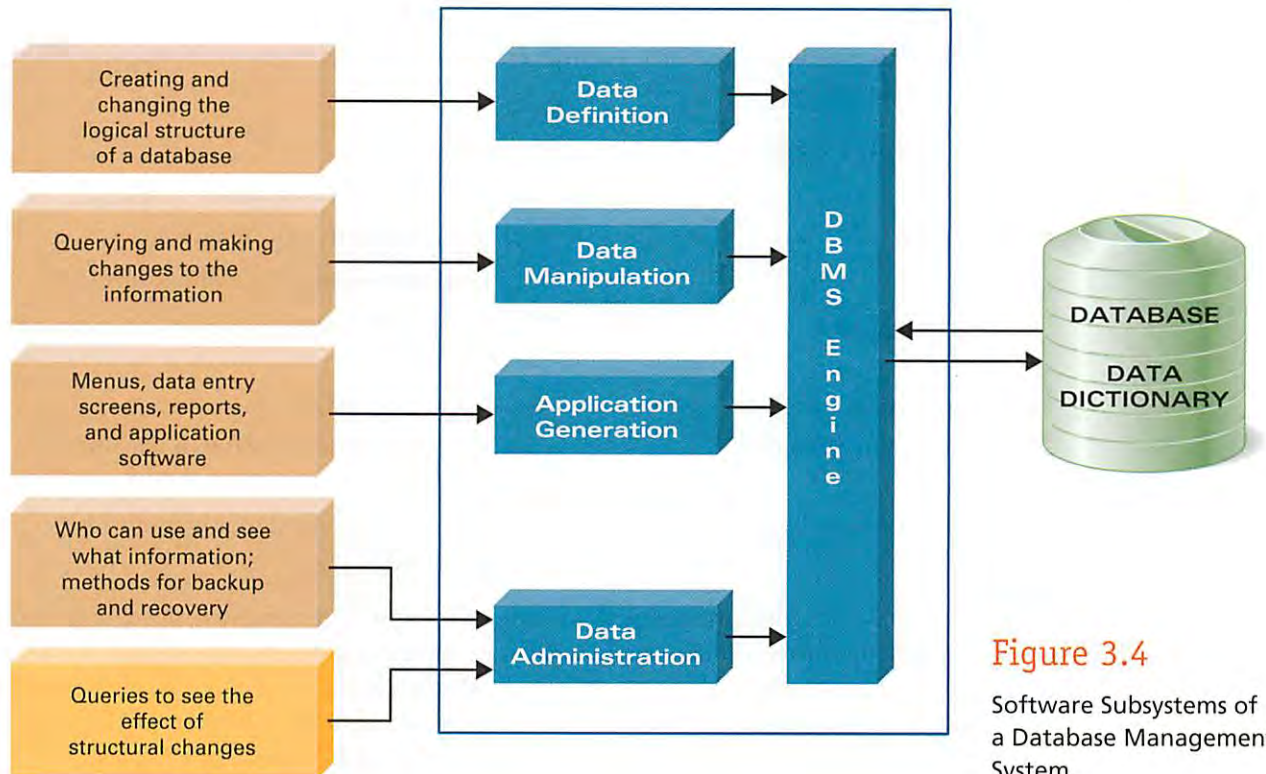 Creating and
changing the
logical structure
of a database
Data
Definition
Querying and making
changes to the
information
Data
Manipulation
Menus, data entry
screens, reports,
and application
software
Application
Generation
Who can use and see
what information;
methods for backup
and recovery
Queries to see the
effect of
structural changes
Data
Administration
DBMS Engine
DATABASE
DATA
DICTIONARY
Figure 3.4
Software Subsystems of
a Database Managemen
System